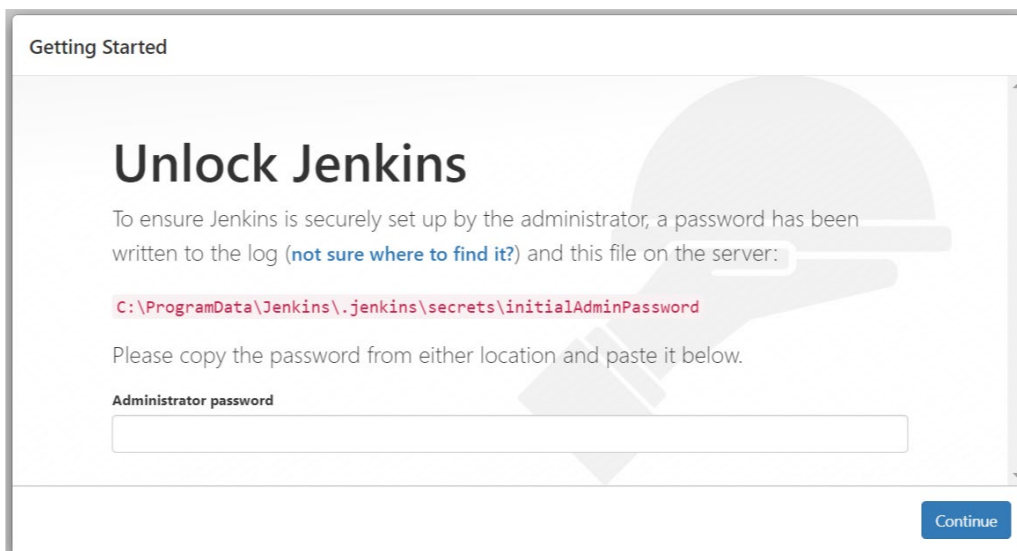 Getting Started
Unlock Jenkins
To ensure Jenkins is securely set up by the administrator, a password has been
written to the log (not sure where to find it?) and this file on the server:
C:\ProgramData\Jenkins\.jenkins\secrets\initialAdminPassword
Please copy the password from either location and paste it below.
Administrator password
Continue